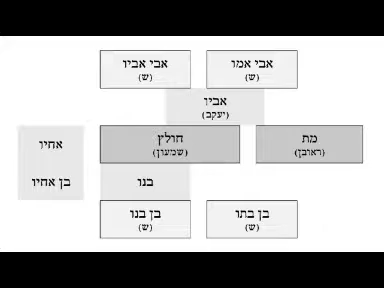 אבי אמו
(ש)
אבי אביו
(ש)
אביו
(יעקב)
מת
(ראובן)
חולץ
(שמעון)
אחיו
בנו
בן אחיו
בן בתו
(ש)
בן בנו
(ש)